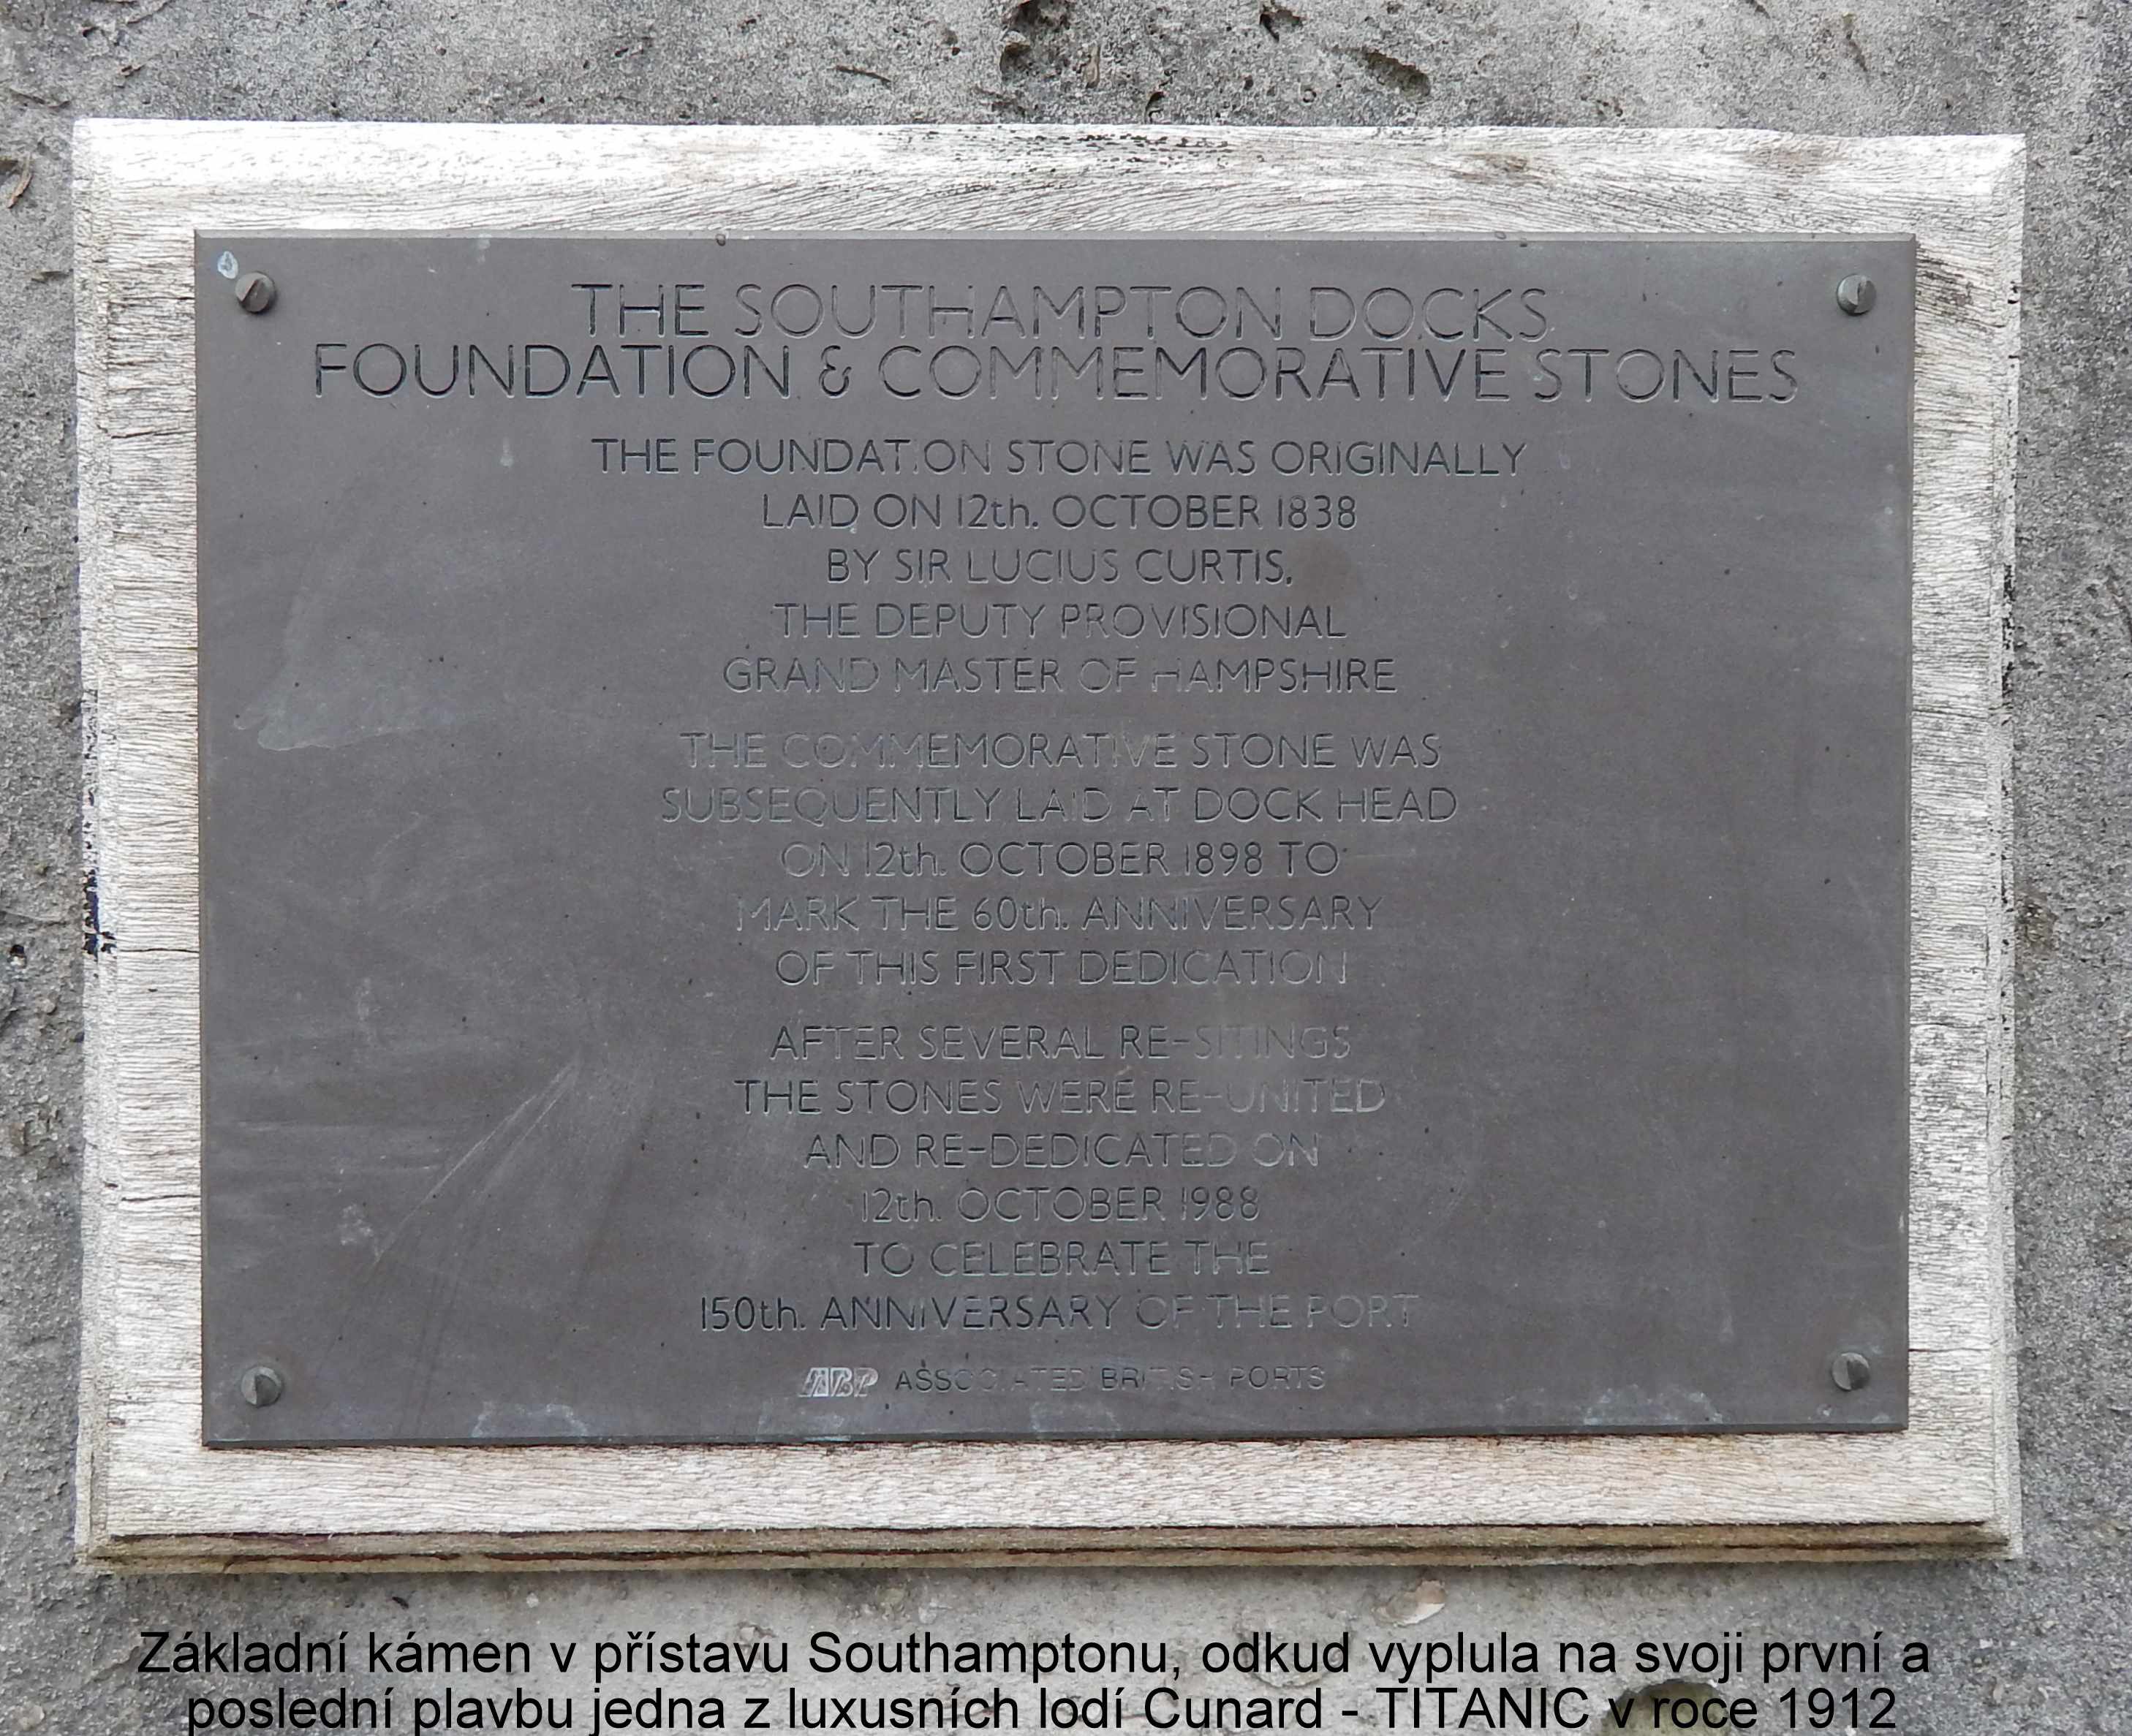 THE SOUTHAMPTON DOCKS
FOUNDATION & COMMEMORATIVE STONES
THE FOUNDATION STONE WAS ORIGINALLY
LAID ON 12th. OCTOBER 1838
BY SIR LUCIUS CURTIS,
THE DEPUTY PROVISIONAL
GRAND MASTER OF HAMPSHIRE
THE COMMEMORATIVE STONE WAS
SUBSEQUENTLY LAID AT DOCK HEAD
ON 12th. OCTOBER 1898 TO
MARK THE 60th. ANNIVERSARY
OF THIS FIRST DEDICATION
AFTER SEVERAL RE-SITINGS
THE STONES WERE RE-UNITED
AND RE-DEDICATED ON
12th. OCTOBER 1988
TO CELEBRATE THE
150th. ANNIVERSARY OF THE PORT
ABP ASSOCIATED BRITISH PORTS
Základní kámen v přístavu Southamptonu, odkud vyplula na svoji první a
poslední plavbu jedna z luxusních lodí Cunard - TITANIC v roce 1912